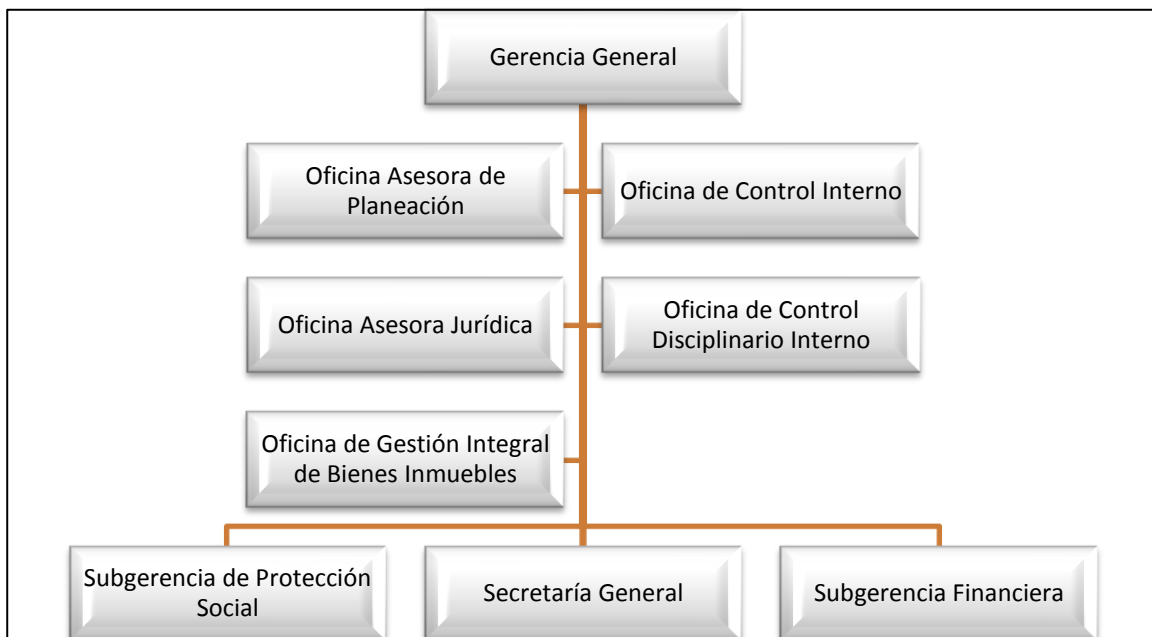 Gerencia General
Oficina Asesora de
Planeación
Oficina de Control Interno
Oficina Asesora Jurídica
Oficina de Control
Disciplinario Interno
Oficina de Gestión Integral
de Bienes Inmuebles
Subgerencia de Protección
Social
Secretaría General
Subgerencia Financiera